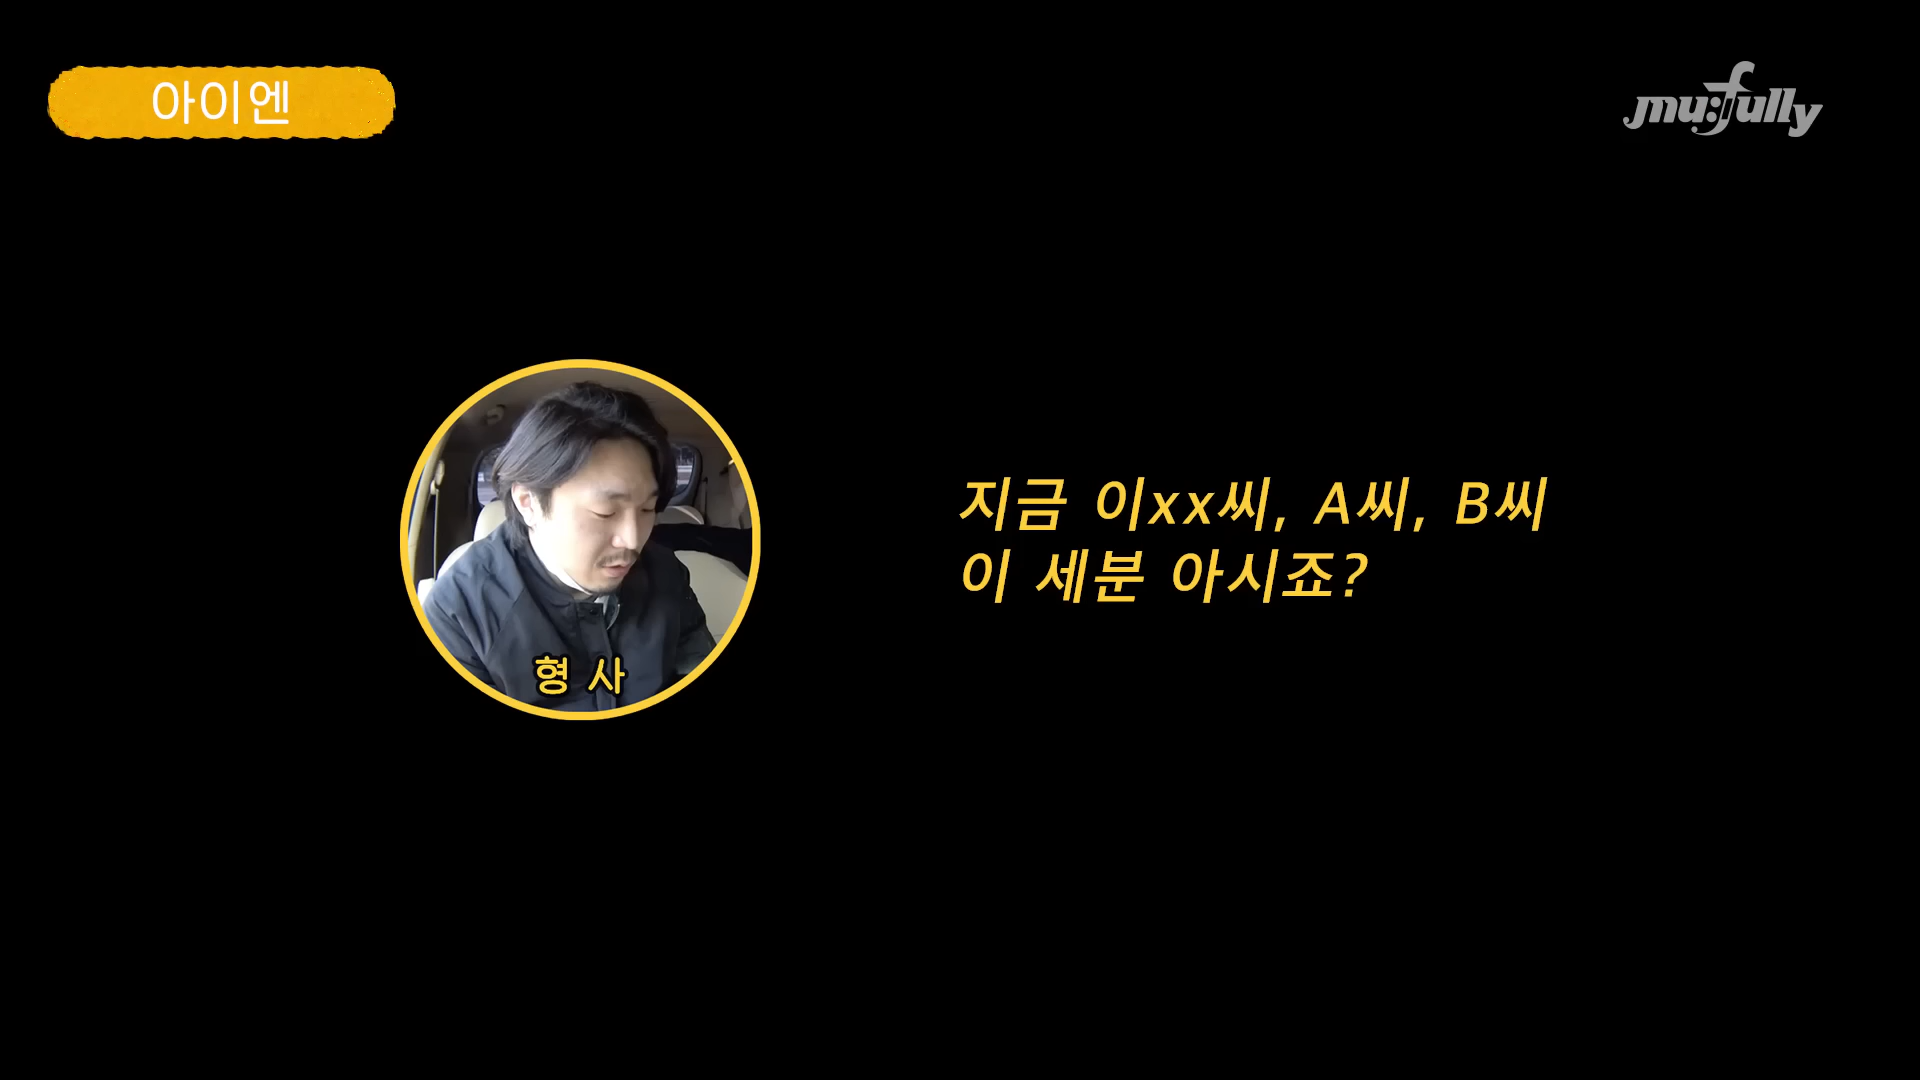 아이엔
mu:fully
형 사
지금 이xx씨, A씨, B씨
이 세분 아시죠?